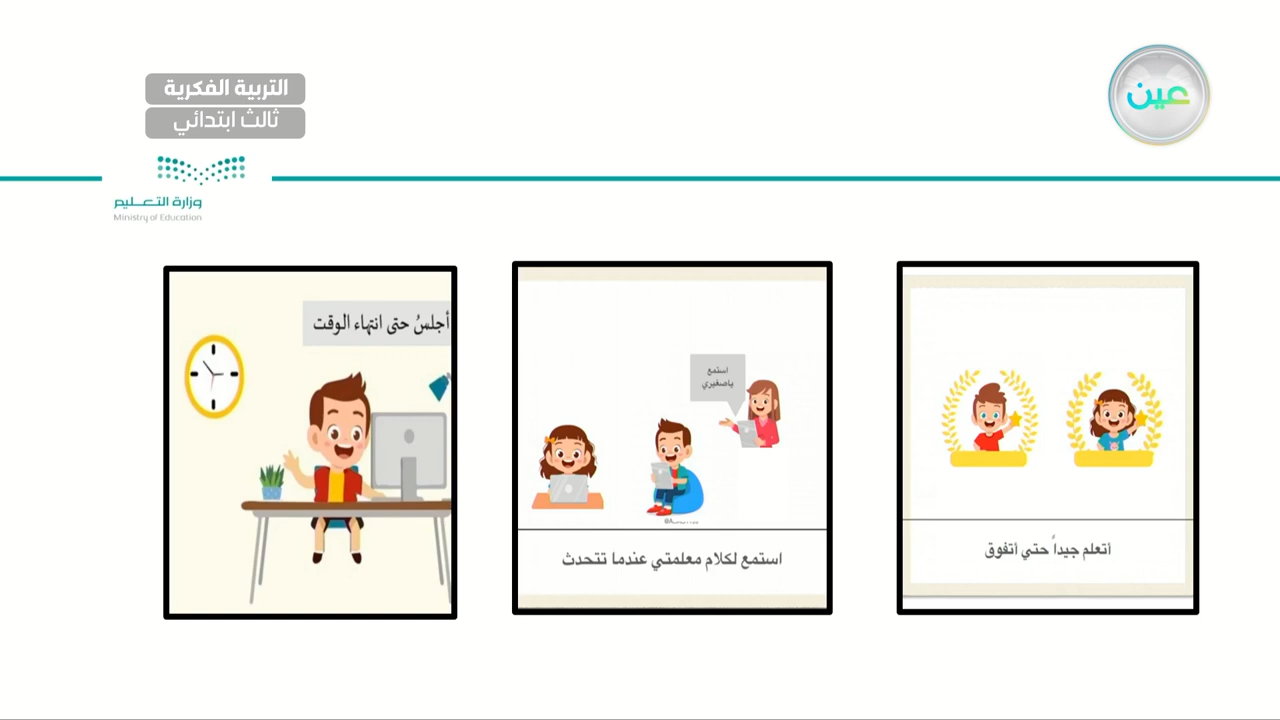 عين
التربية الفكرية
ثالث ابتدائي
وزارة التعليم
Ministry of Education
أتعلم جيداً حتي أتفوق
استمع
ياصغيري
استمع لكلام معلمتي عندما تتحدث
أجلسُ حتى انتهاء الوقت